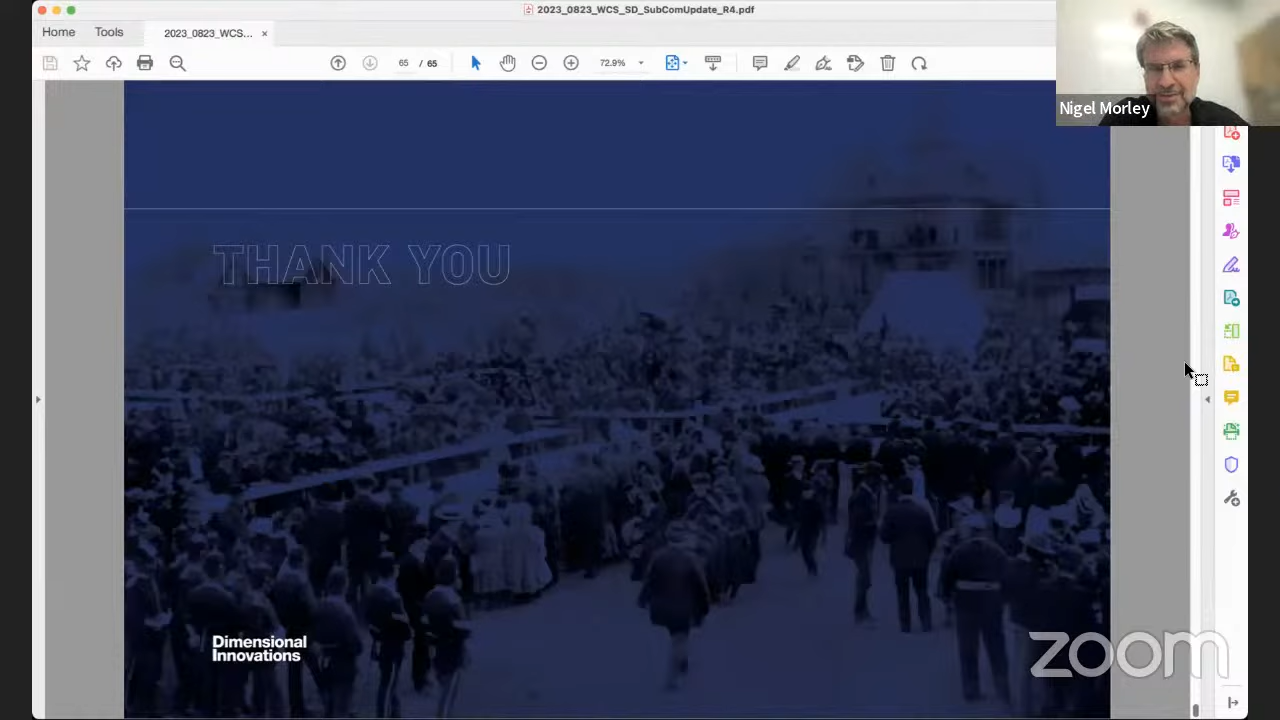 2023_0823_WCS_SD_SubComUpdate_R4.pdf
Home
Tools
2023_0823_WCS...
65 / 65
72.9%
Nigel Morley
THANK YOU
Dimensional
Innovations
zoom